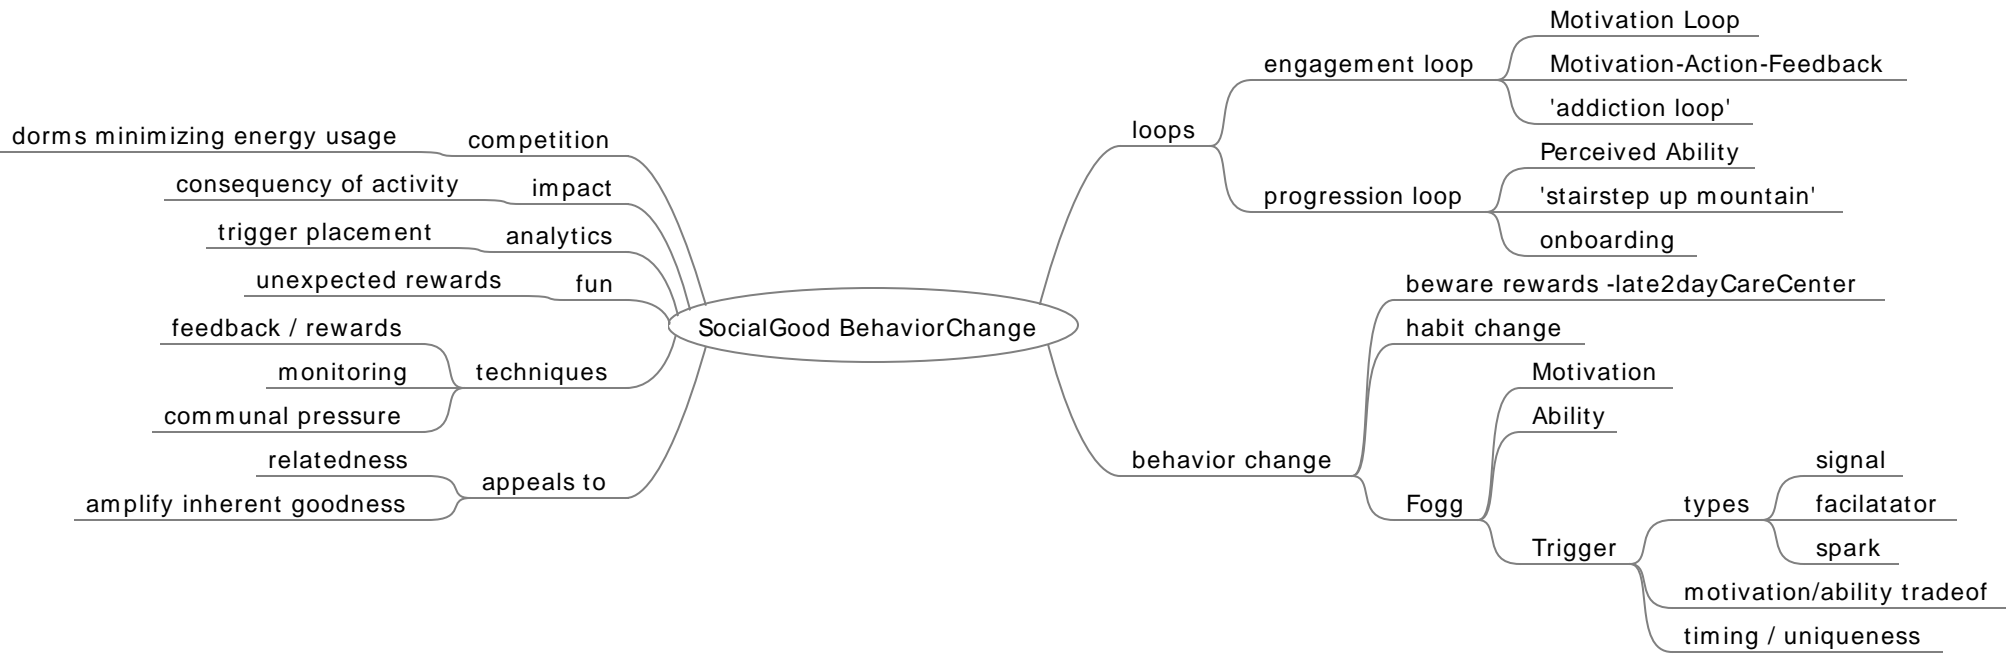 SocialGood BehaviorChange
competition
dorms minimizing energy usage
impact
consequency of activity
analytics
trigger placement
fun
unexpected rewards
techniques
feedback / rewards
monitoring
communal pressure
appeals to
relatedness
amplify inherent goodness
loops
engagement loop
Motivation Loop
Motivation-Action-Feedback
'addiction loop'
progression loop
Perceived Ability
'stairstep up mountain'
onboarding
behavior change
beware rewards -late2dayCareCenter
habit change
Fogg
Motivation
Ability
Trigger
types
signal
facilatator
spark
motivation/ability tradeof
timing / uniqueness